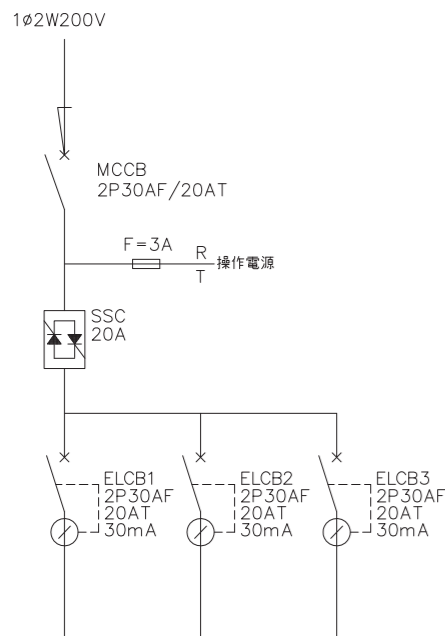 1ø2W200V
MCCB
2P30AF/20AT
F=3A
R
操作電源
T
SSC
20A
ELCB1
2P30AF
20AT
30mA
ELCB2
2P30AF
20AT
30mA
ELCB3
2P30AF
20AT
30mA